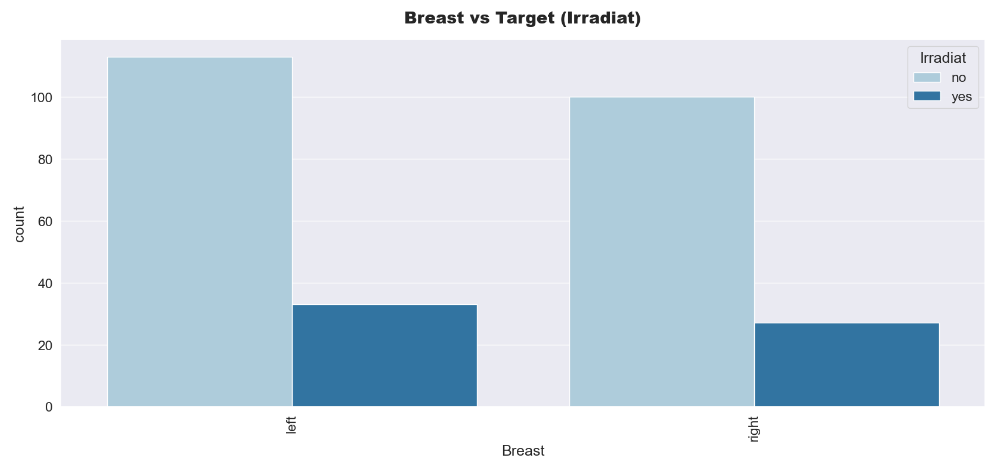 Breast vs Target (Irradiat)
Irradiat
no
yes
count
100
80
60
40
20
0
left
right
Breast